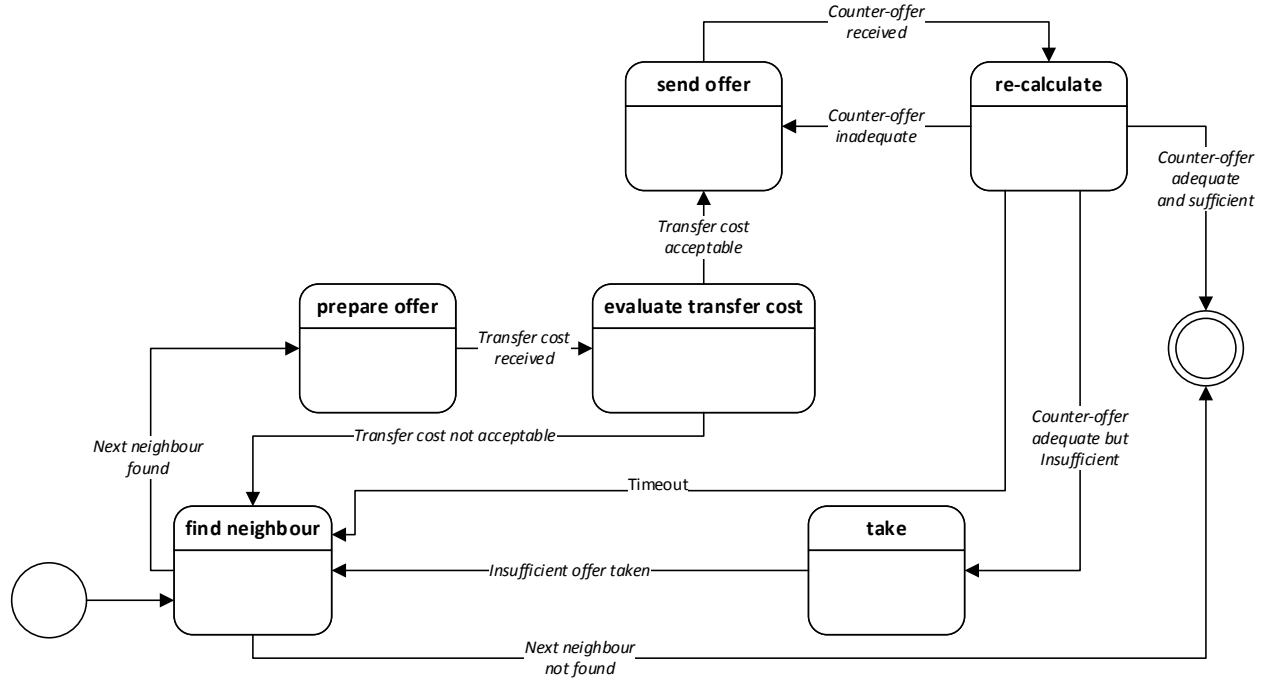 Counter-offer
received
send offer
re-calculate
Counter-offer
inadequate
Counter-offer
adequate
and sufficient
Transfer cost
acceptable
prepare offer
evaluate transfer cost
Transfer cost
received
Counter-offer
adequate but
Insufficient
Transfer cost not acceptable
Next neighbour
found
Timeout
find neighbour
take
Insufficient offer taken
Next neighbour
not found